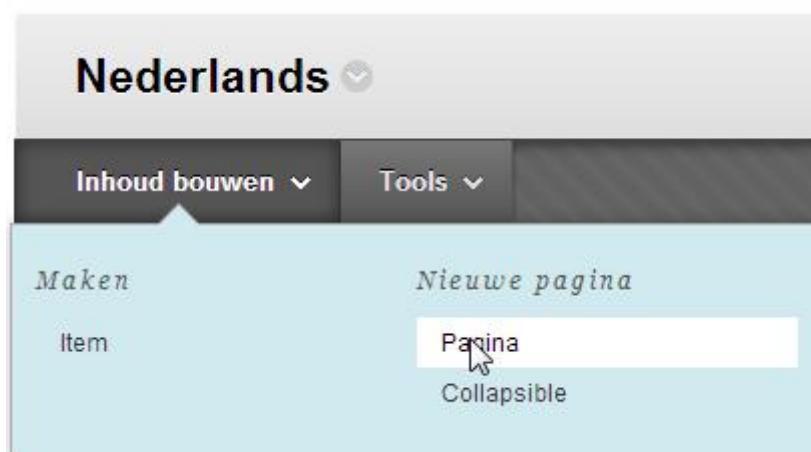 Nederlands
Inhoud bouwen Tools
Maken Nieuwe pagina
Item Pagina
Collapsible